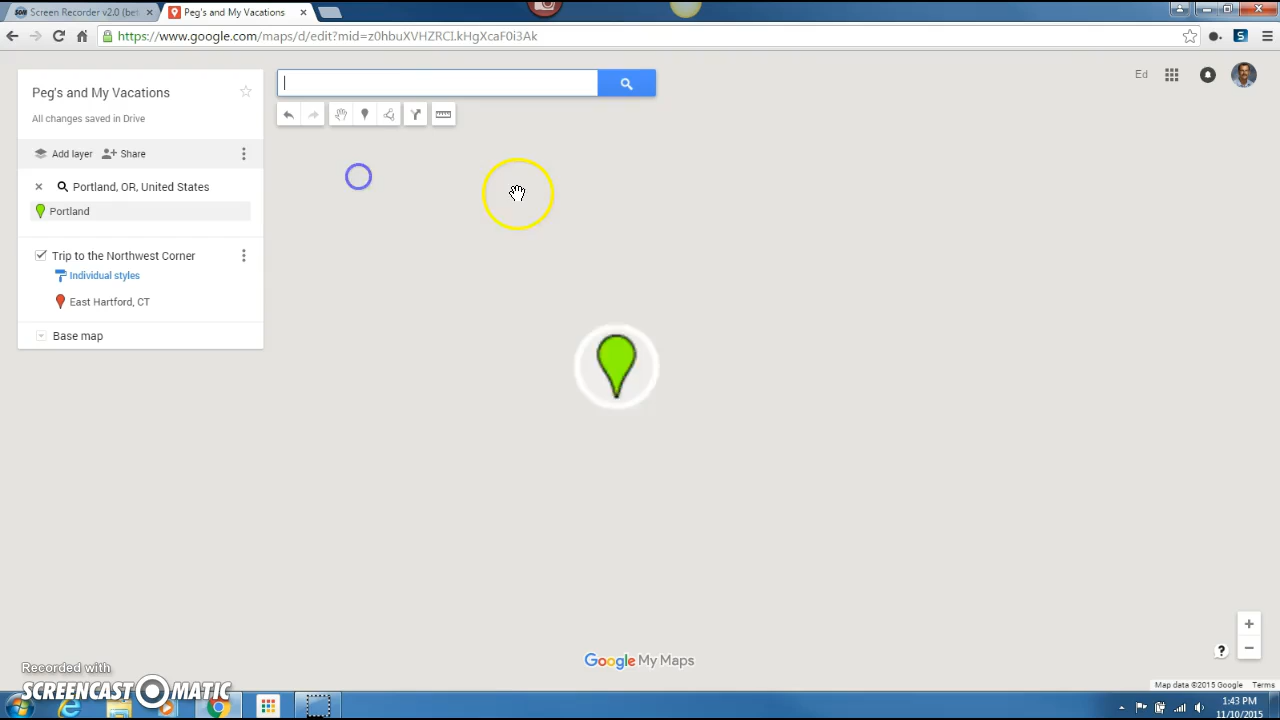 Screen Recorder v2.0 (bet
Peg's and My Vacations
https://www.google.com/maps/d/edit?mid=z0hbuXVHZRCI.kHgXcaF0i3Ak
Peg's and My Vacations
All changes saved in Drive
Ed
Add layer
Share
Portland, OR, United States
Portland
Trip to the Northwest Corner
Individual styles
East Hartford, CT
Base map
Google My Maps
Map data ©2015 Google
Terms
Recorded with
SCREENCAST
MATIC
1:43 PM
11/10/2015